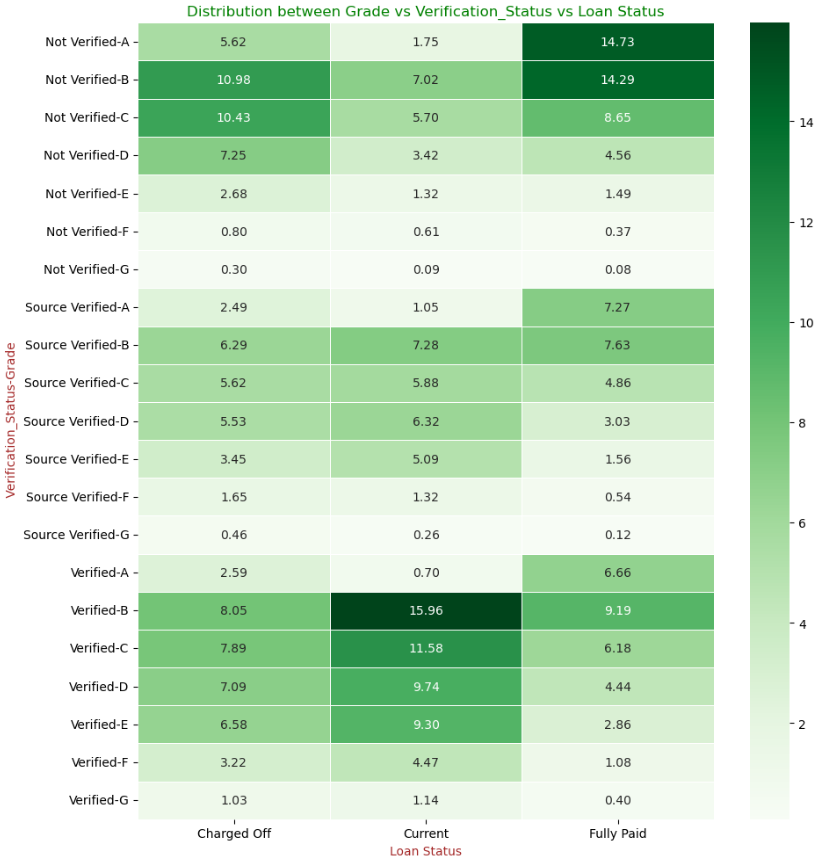 Distribution between Grade vs Verification_Status vs Loan Status
Not Verified-A 5.62 1.75 14.73
Not Verified-B 10.98 7.02 14.29
Not Verified-C 10.43 5.70 8.65
Not Verified-D 7.25 3.42 4.56
Not Verified-E 2.68 1.32 1.49
Not Verified-F 0.80 0.61 0.37
Not Verified-G 0.30 0.09 0.08
Source Verified-A 2.49 1.05 7.27
Source Verified-B 6.29 7.28 7.63
Source Verified-C 5.62 5.88 4.86
Source Verified-D 5.53 6.32 3.03
Source Verified-E 3.45 5.09 1.56
Source Verified-F 1.65 1.32 0.54
Source Verified-G 0.46 0.26 0.12
Verified-A 2.59 0.70 6.66
Verified-B 8.05 15.96 9.19
Verified-C 7.89 11.58 6.18
Verified-D 7.09 9.74 4.44
Verified-E 6.58 9.30 2.86
Verified-F 3.22 4.47 1.08
Verified-G 1.03 1.14 0.40
Charged Off Current Fully Paid
Loan Status
Verification_Status-Grade
14
12
10
8
6
4
2